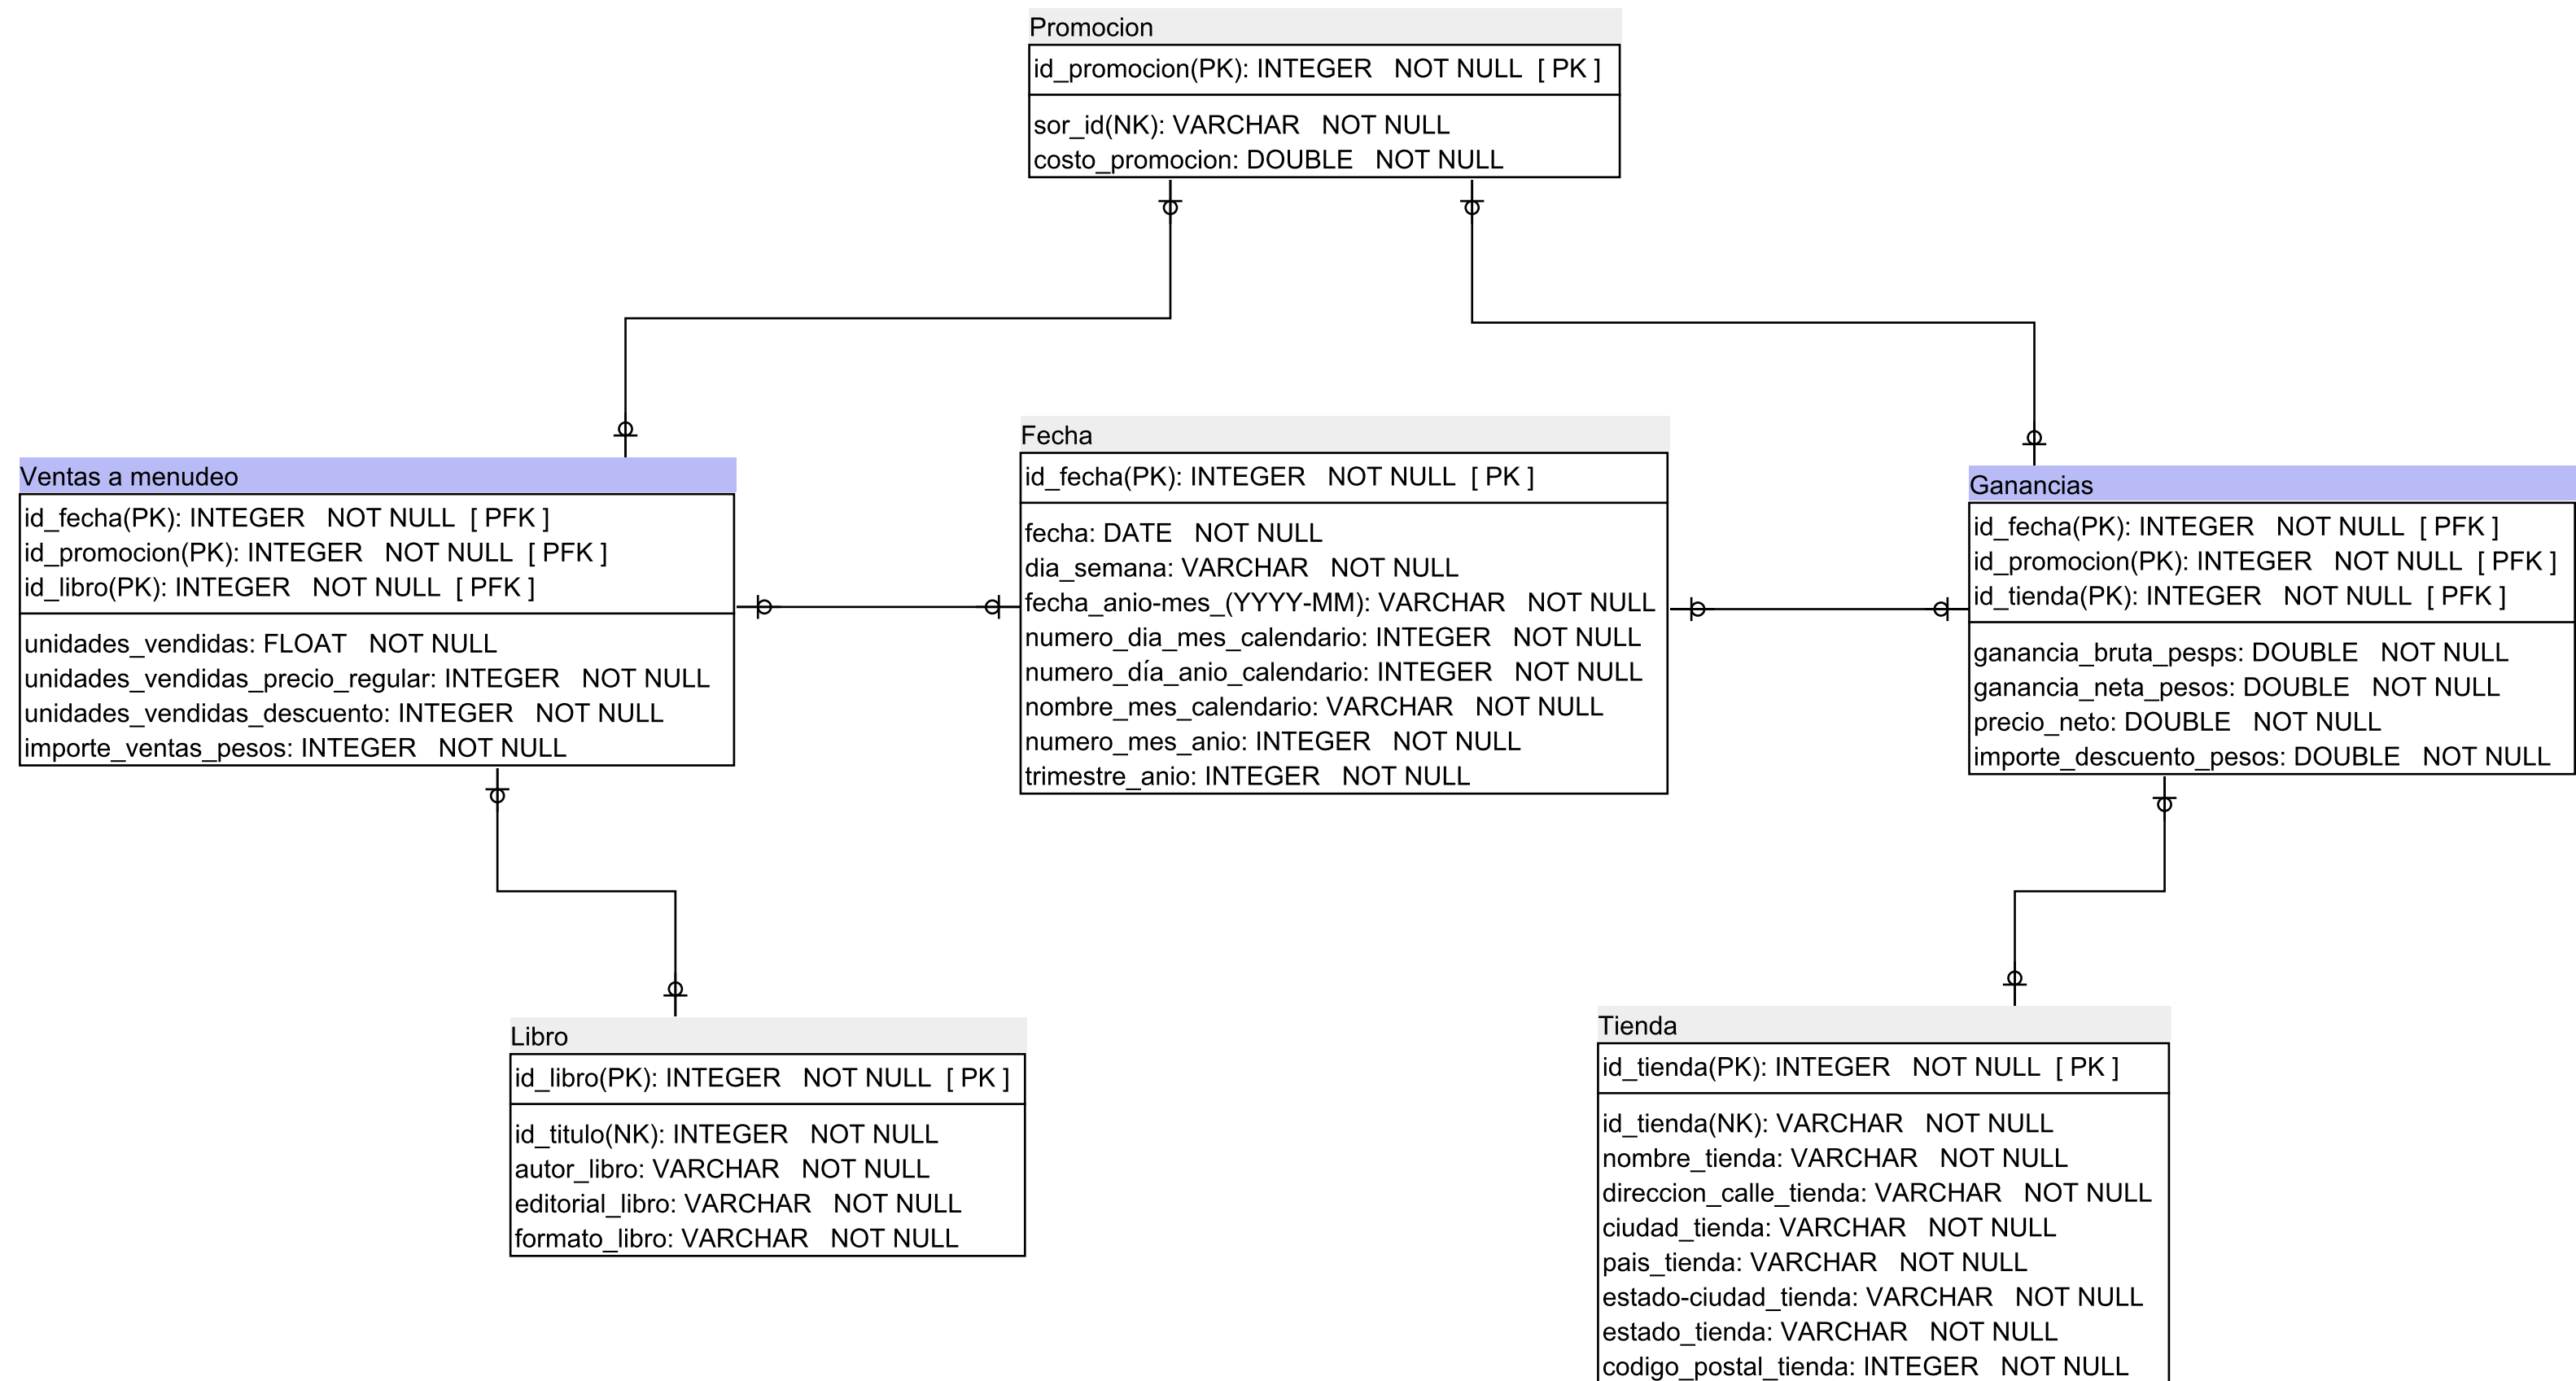 Promocion
id_promocion(PK): INTEGER NOT NULL [ PK ]
sor_id(NK): VARCHAR NOT NULL
costo_promocion: DOUBLE NOT NULL
Ventas a menudeo
id_fecha(PK): INTEGER NOT NULL [ PFK ]
id_promocion(PK): INTEGER NOT NULL [ PFK ]
id_libro(PK): INTEGER NOT NULL [ PFK ]
unidades_vendidas: FLOAT NOT NULL
unidades_vendidas_precio_regular: INTEGER NOT NULL
unidades_vendidas_descuento: INTEGER NOT NULL
importe_ventas_pesos: INTEGER NOT NULL
Fecha
id_fecha(PK): INTEGER NOT NULL [ PK ]
fecha: DATE NOT NULL
dia_semana: VARCHAR NOT NULL
fecha_anio-mes_(YYYY-MM): VARCHAR NOT NULL
numero_dia_mes_calendario: INTEGER NOT NULL
numero_día_anio_calendario: INTEGER NOT NULL
nombre_mes_calendario: VARCHAR NOT NULL
numero_mes_anio: INTEGER NOT NULL
trimestre_anio: INTEGER NOT NULL
Ganancias
id_fecha(PK): INTEGER NOT NULL [ PFK ]
id_promocion(PK): INTEGER NOT NULL [ PFK ]
id_tienda(PK): INTEGER NOT NULL [ PFK ]
ganancia_bruta_pesps: DOUBLE NOT NULL
ganancia_neta_pesos: DOUBLE NOT NULL
precio_neto: DOUBLE NOT NULL
importe_descuento_pesos: DOUBLE NOT NULL
Libro
id_libro(PK): INTEGER NOT NULL [ PK ]
id_titulo(NK): INTEGER NOT NULL
autor_libro: VARCHAR NOT NULL
editorial_libro: VARCHAR NOT NULL
formato_libro: VARCHAR NOT NULL
Tienda
id_tienda(PK): INTEGER NOT NULL [ PK ]
id_tienda(NK): VARCHAR NOT NULL
nombre_tienda: VARCHAR NOT NULL
direccion_calle_tienda: VARCHAR NOT NULL
ciudad_tienda: VARCHAR NOT NULL
pais_tienda: VARCHAR NOT NULL
estado-ciudad_tienda: VARCHAR NOT NULL
estado_tienda: VARCHAR NOT NULL
codigo_postal_tienda: INTEGER NOT NULL